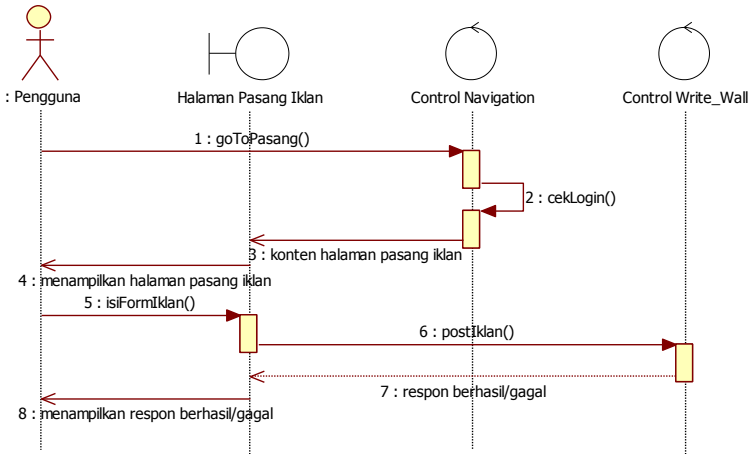 : Pengguna
Halaman Pasang Iklan
Control Navigation
Control Write_Wall
1 : goToPasang()
2 : cekLogin()
3 : konten halaman pasang iklan
4 : menampilkan halaman pasang iklan
5 : isiFormIklan()
6 : postIklan()
7 : respon berhasil/gagal
8 : menampilkan respon berhasil/gagal